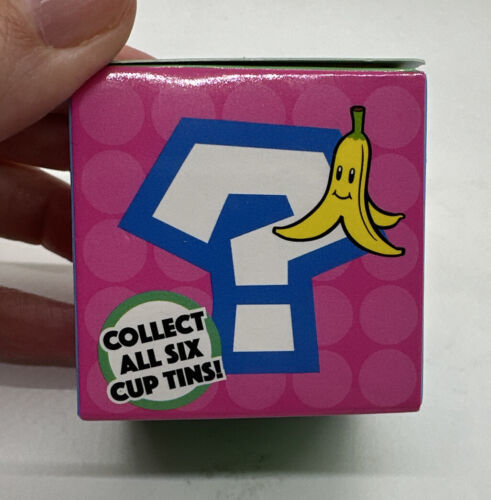 ?
COLLECT
ALL SIX
CUP TINS!